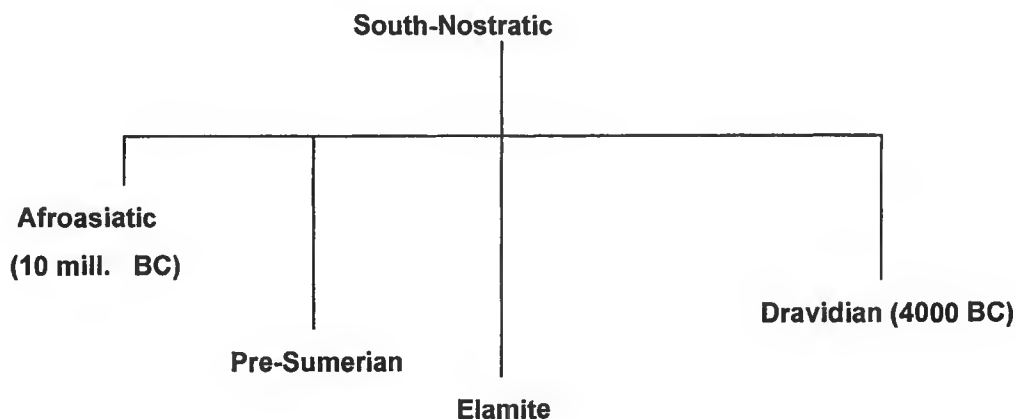 South-Nostratic
Afroasiatic
(10 mill. BC)
Dravidian (4000 BC)
Pre-Sumerian
Elamite